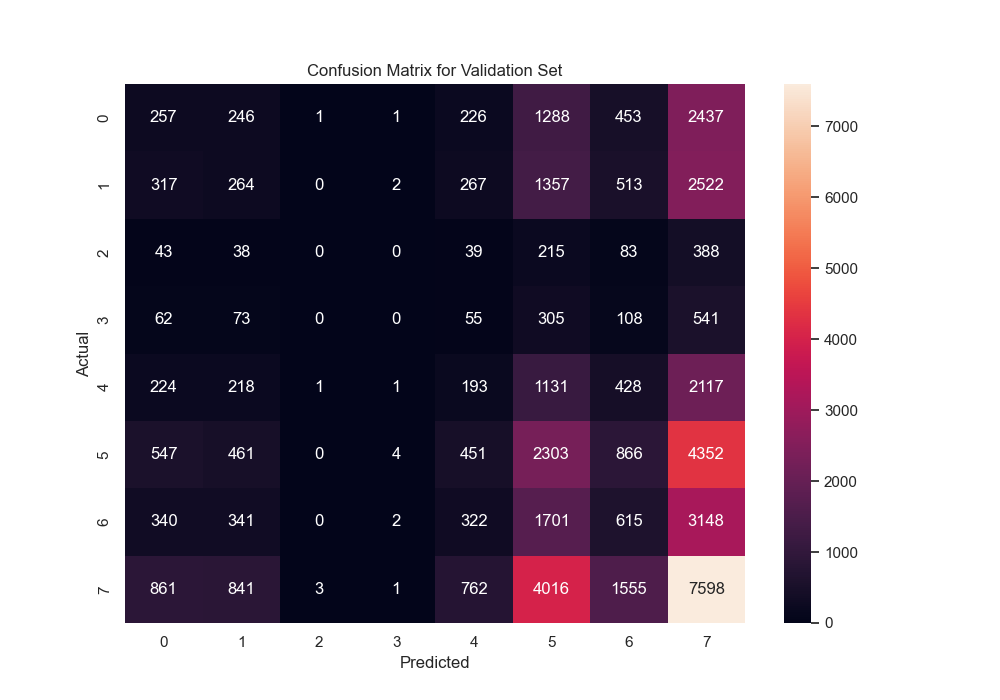 Confusion Matrix for Validation Set
0 257 246 1 1 226 1288 453 2437
1 317 264 0 2 267 1357 513 2522
2 43 38 0 0 39 215 83 388
3 62 73 0 0 55 305 108 541
4 224 218 1 1 193 1131 428 2117
5 547 461 0 4 451 2303 866 4352
6 340 341 0 2 322 1701 615 3148
7 861 841 3 1 762 4016 1555 7598
0 1 2 3 4 5 6 7
Predicted
Actual
7000
6000
5000
4000
3000
2000
1000
0